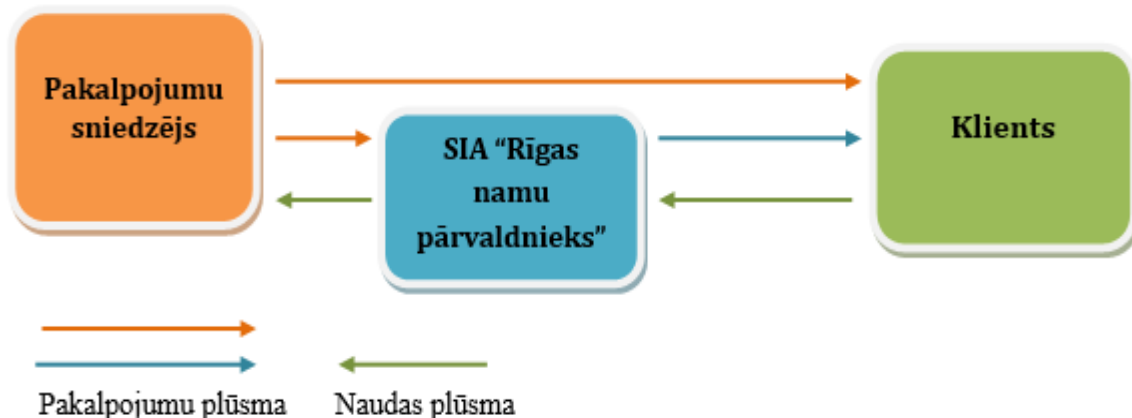 Pakalpojumu
sniedzējs
SIA “Rīgas
namu
pārvaldnieks”
Klients
Pakalpojumu plūsma
Naudas plūsma